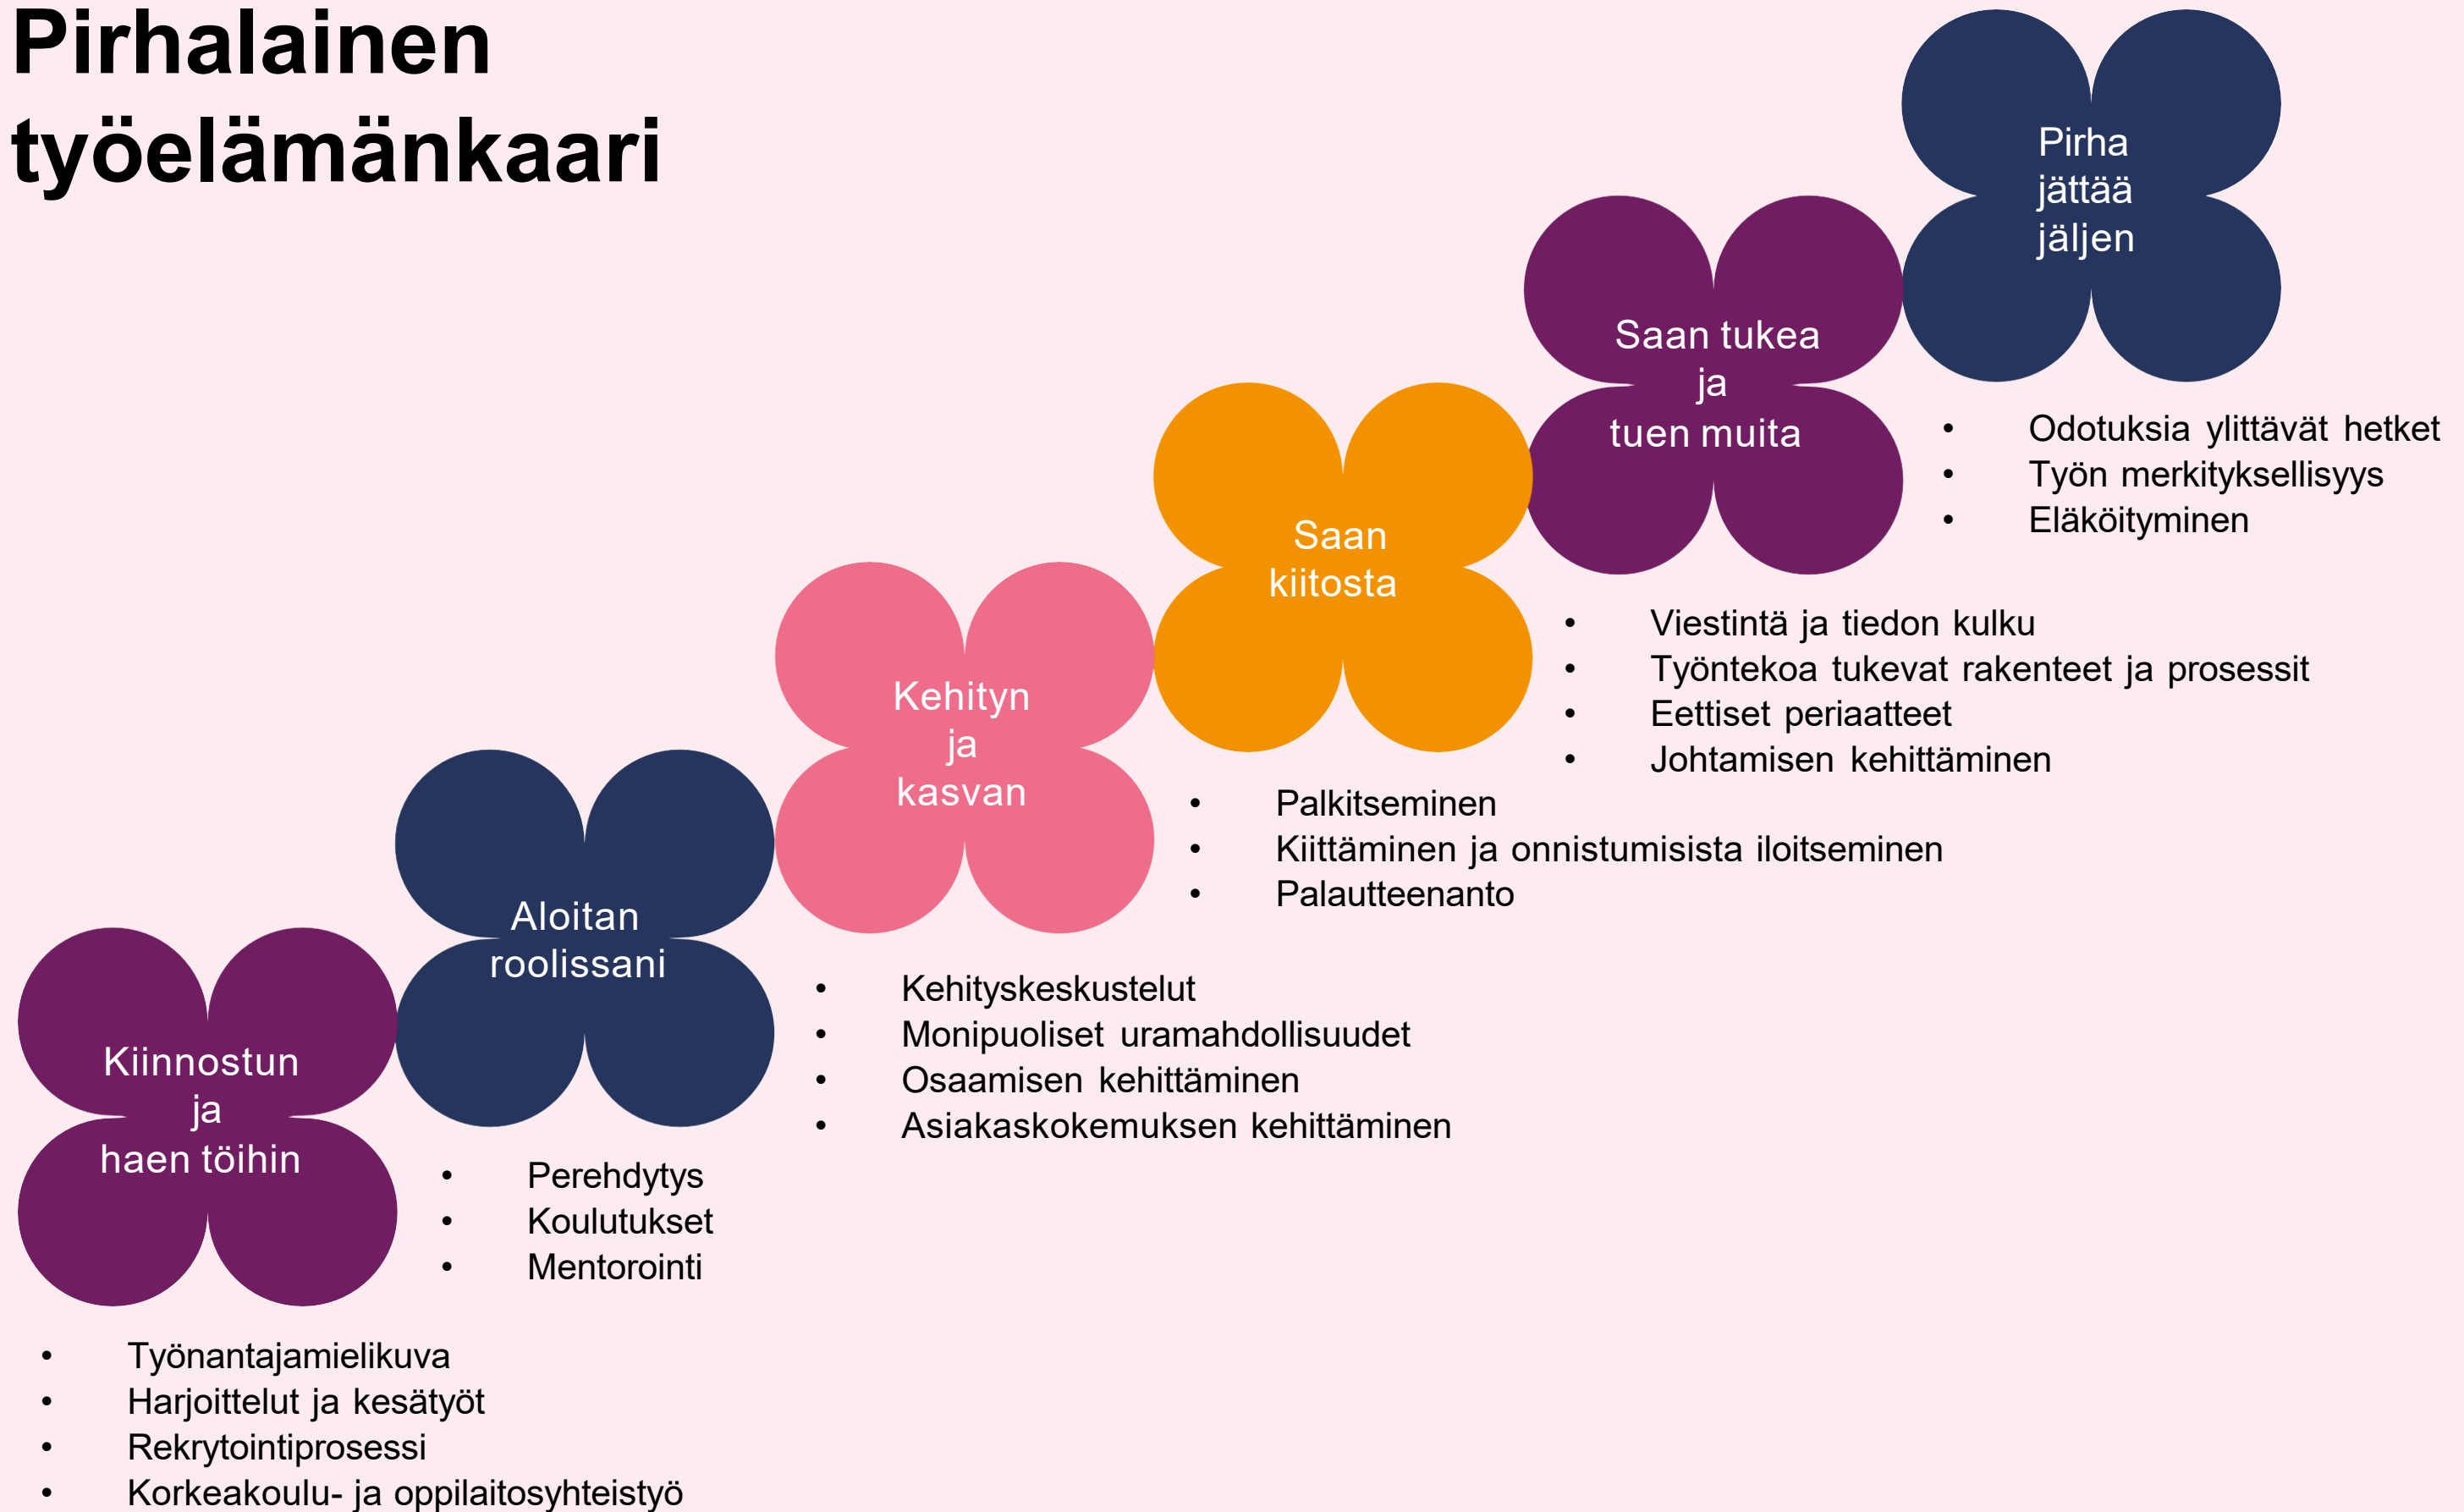 Pirhalainen
työelämänkaari
Kiinnostun
ja
haen töihin
• Työnantajamielikuva
• Harjoittelut ja kesätyöt
• Rekrytointiprosessi
• Korkeakoulu- ja oppilaitosyhteistyö
Aloitan
roolissani
• Perehdytys
• Koulutukset
• Mentorointi
Kehityn
ja
kasvan
• Kehityskeskustelut
• Monipuoliset uramahdollisuudet
• Osaamisen kehittäminen
• Asiakaskokemuksen kehittäminen
Saan
kiitosta
• Palkitseminen
• Kiittäminen ja onnistumisista iloitseminen
• Palautteenanto
Saan tukea
ja
tuen muita
• Viestintä ja tiedon kulku
• Työntekoa tukevat rakenteet ja prosessit
• Eettiset periaatteet
• Johtamisen kehittäminen
Pirha
jättää
jäljen
• Odotuksia ylittävät hetket
• Työn merkityksellisyys
• Eläköityminen